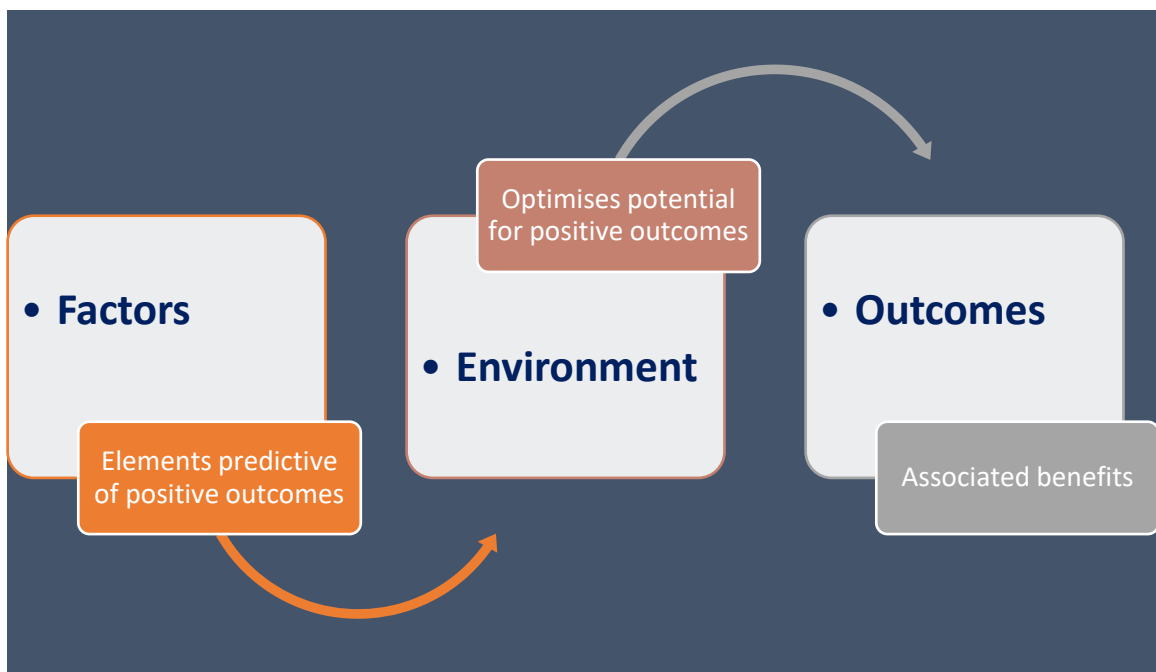 • Factors
Elements predictive
of positive outcomes
Optimises potential
for positive outcomes
• Environment
• Outcomes
Associated benefits